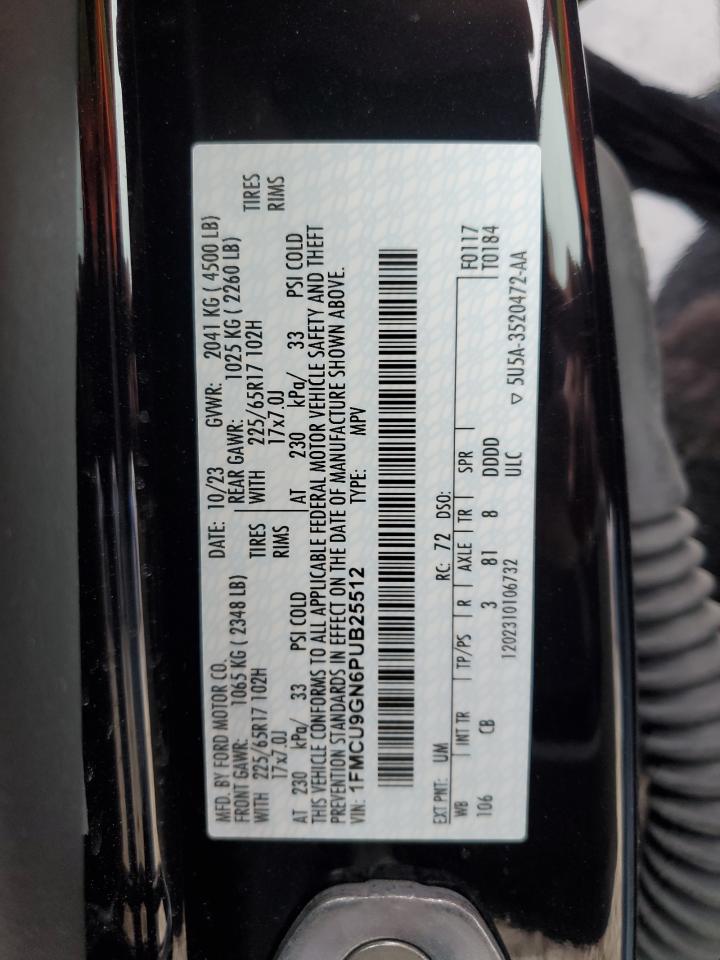 MFD. BY FORD MOTOR CO.
DATE: 10/23 GVWR: 2041 KG ( 4500 LB)
FRONT GAWR: 1065 KG ( 2348 LB) REAR GAWR: 1025 KG ( 2260 LB)
WITH 225/65R17 102H TIRES WITH 225/65R17 102H TIRES
17x7.0J RIMS 17x7.0J RIMS
AT 230 kPa/ 33 PSI COLD AT 230 kPa/ 33 PSI COLD
THIS VEHICLE CONFORMS TO ALL APPLICABLE FEDERAL MOTOR VEHICLE SAFETY AND THEFT
PREVENTION STANDARDS IN EFFECT ON THE DATE OF MANUFACTURE SHOWN ABOVE.
VIN: 1FMCU9GN6PUB25512 TYPE: MPV
EXT PNT: UM RC: 72 DSO:
WB INT TR TP/PS R AXLE TR SPR F0117
106 CB 3 81 8 DDDD T0184
1202310106732 ULC
▽ 5U5A-3520472-AA